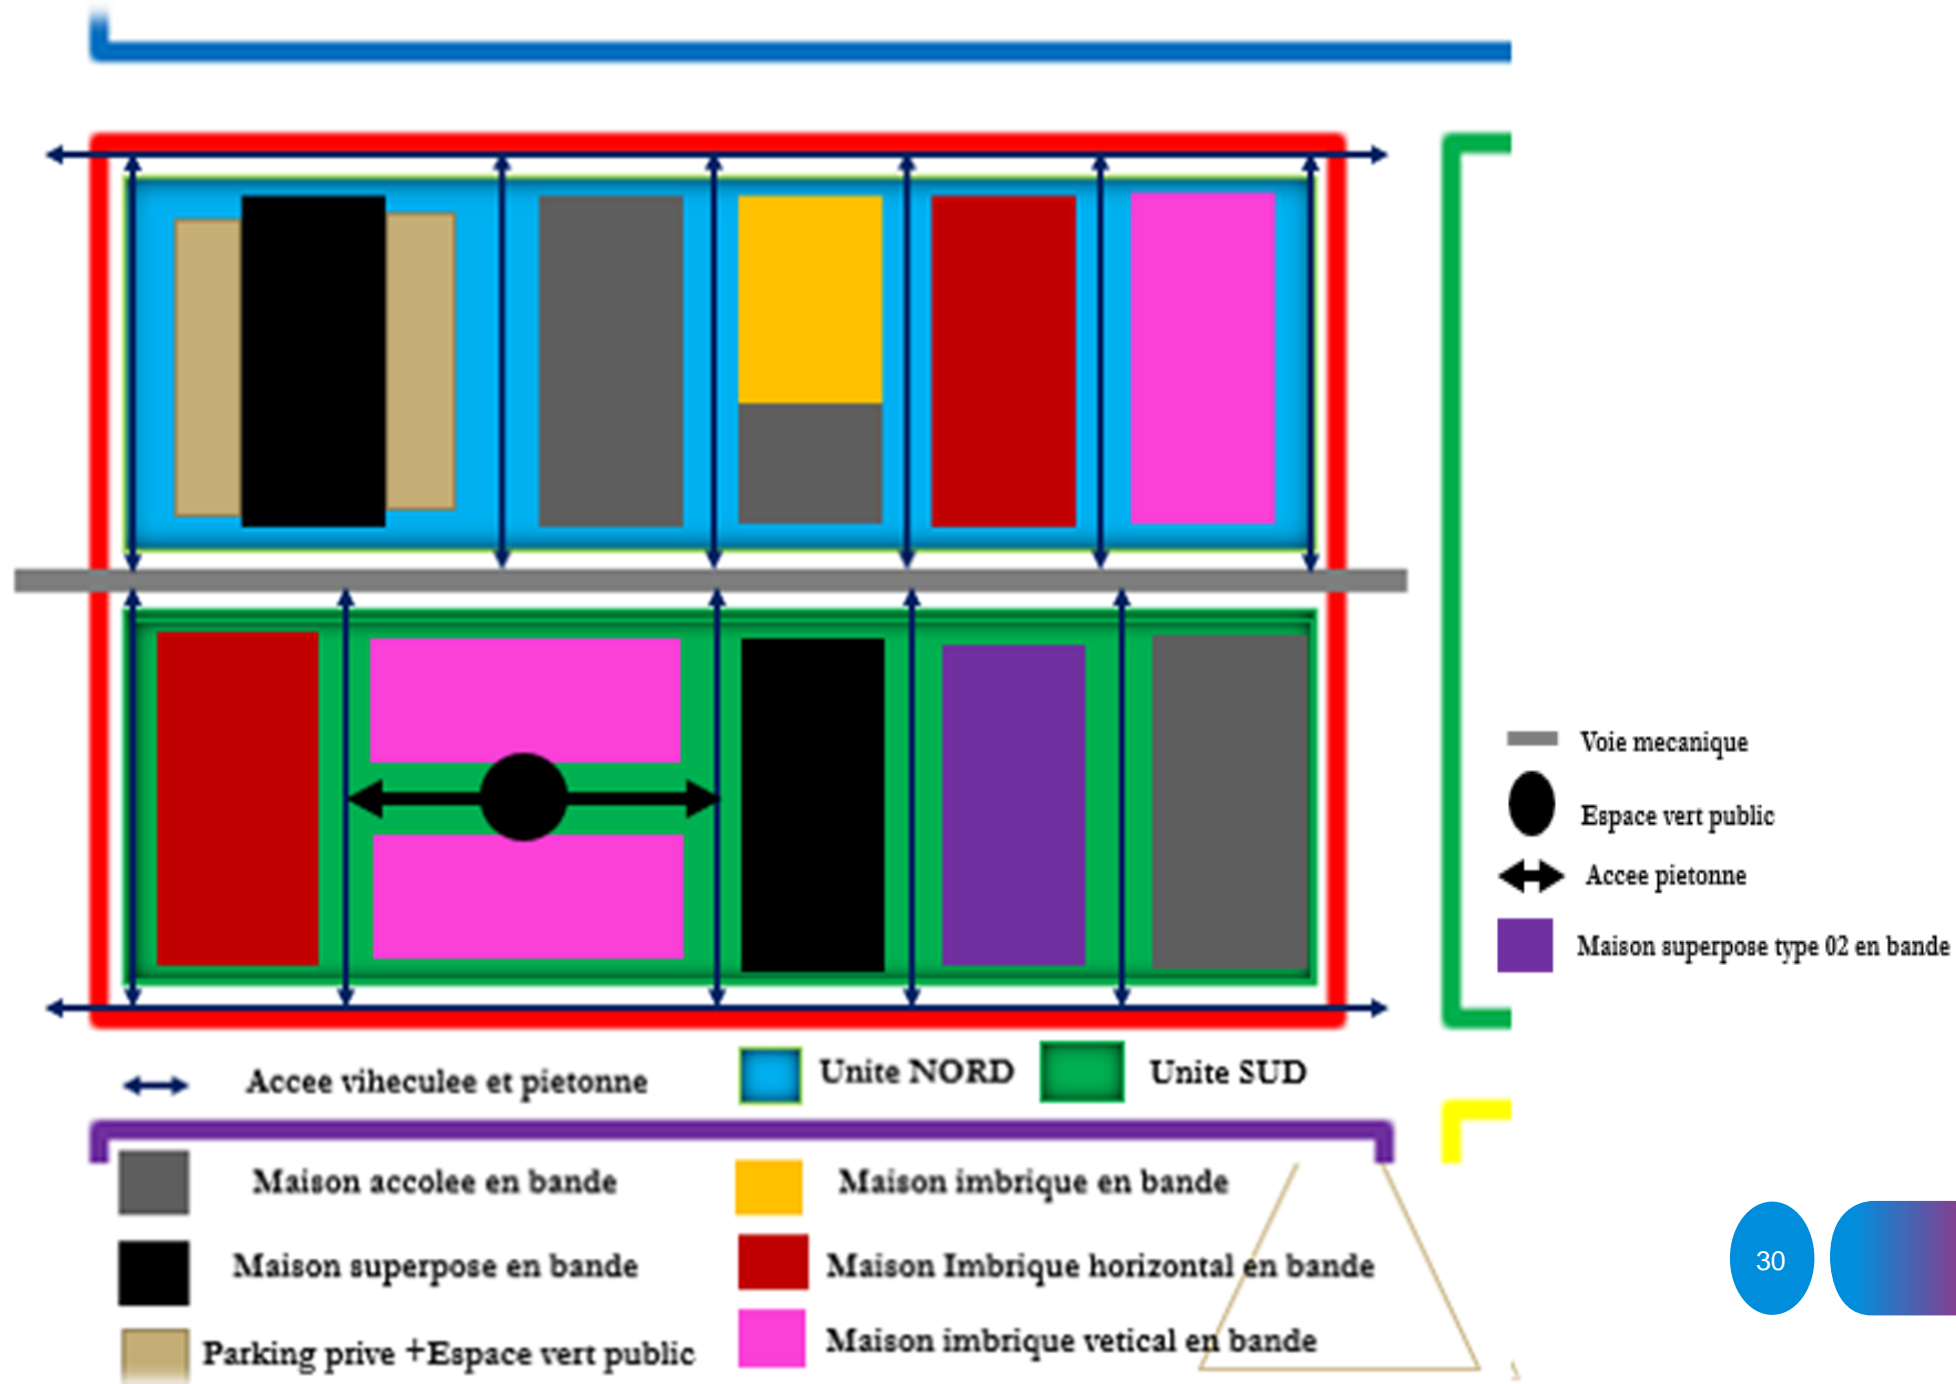 Voie mecanique
Espace vert public
Accee pietonne
Maison superpose type 02 en bande
Accee viheculee et pietonne
Unite NORD
Unite SUD
Maison accolee en bande
Maison imbrique en bande
Maison superpose en bande
Maison Imbrique horizontal en bande
Parking prive +Espace vert public
Maison imbrique vetical en bande
30